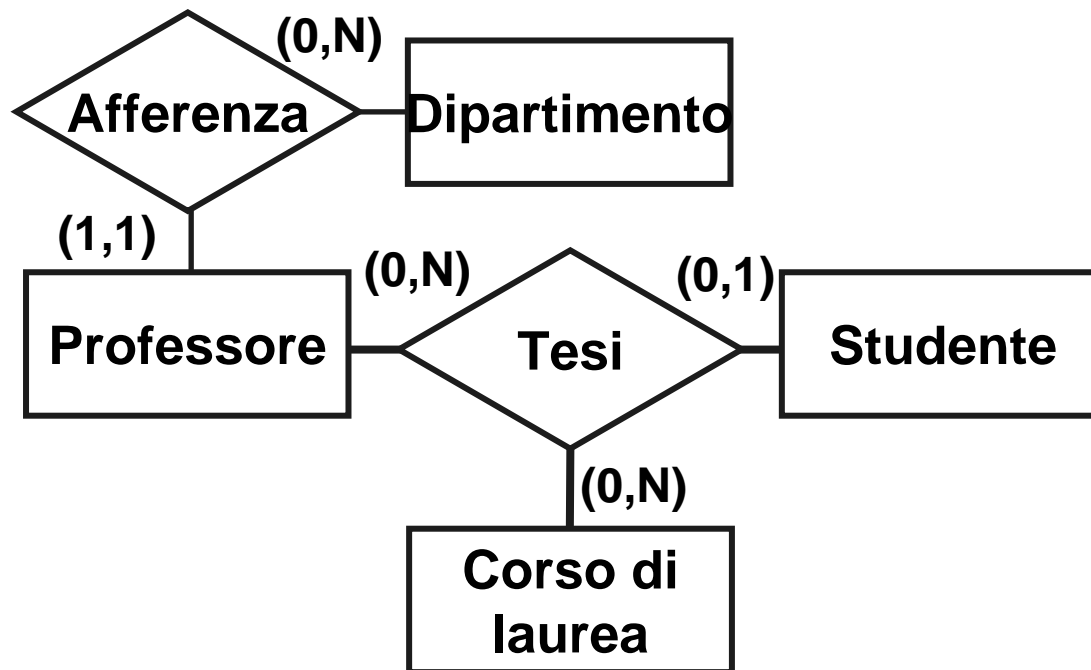 (0,N)
Afferenza
Dipartimento
(1,1)
(0,N)
(0,1)
Professore
Tesi
Studente
(0,N)
Corso di
laurea